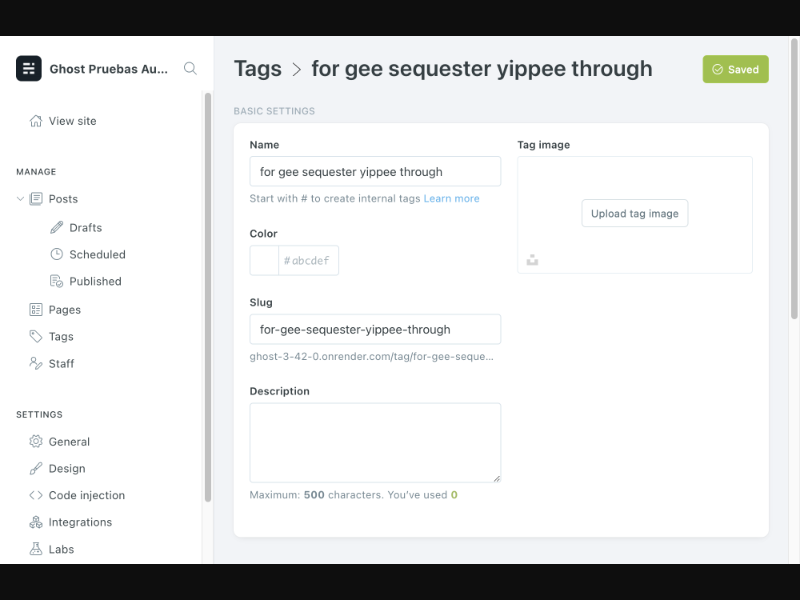 Ghost Pruebas Au...
View site
MANAGE
Posts
Drafts
Scheduled
Published
Pages
Tags
Staff
SETTINGS
General
Design
Code injection
Integrations
Labs
Tags > for gee sequester yippee through
Saved
BASIC SETTINGS
Name
for gee sequester yippee through
Start with # to create internal tags Learn more
Color
#abcdef
Slug
for-gee-sequester-yippee-through
ghost-3-42-0.onrender.com/tag/for-gee-seque...
Description
Maximum: 500 characters. You've used 0
Tag image
Upload tag image